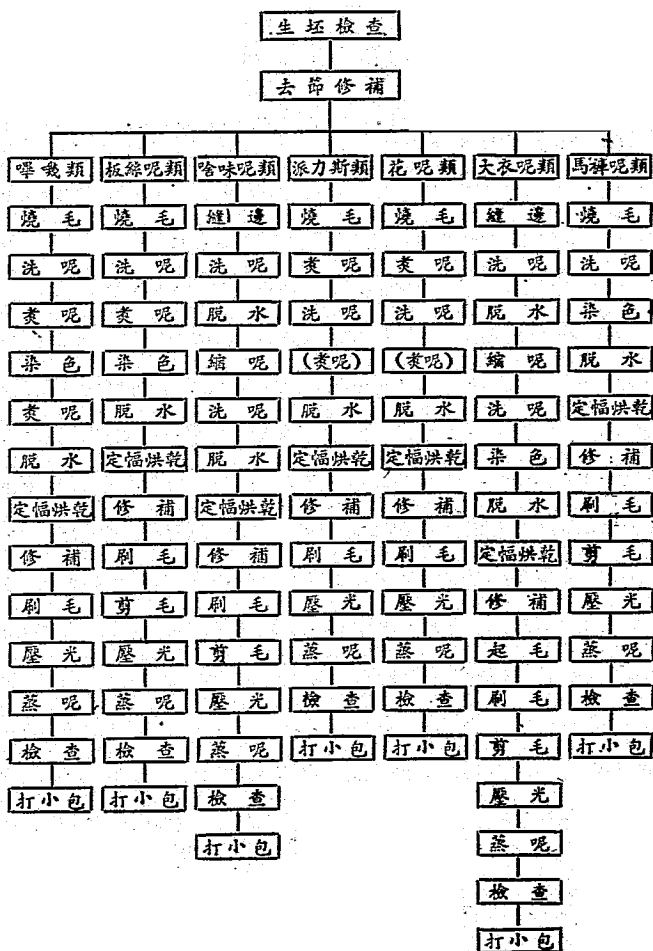 生坯檢查
去節修補
嗶嘰類
燒毛
洗呢
煑呢
染色
煑呢
脫水
定幅烘乾
修補
刷毛
壓光
蒸呢
檢查
打小包
板絲呢類
燒毛
洗呢
煑呢
染色
脫水
定幅烘乾
修補
刷毛
剪毛
壓光
蒸呢
檢查
打小包
啥味呢類
縫邊
洗呢
脫水
縮呢
洗呢
脫水
定幅烘乾
修補
刷毛
剪毛
壓光
蒸呢
檢查
打小包
派力斯類
燒毛
煑呢
洗呢
(煑呢)
脫水
定幅烘乾
修補
刷毛
壓光
蒸呢
檢查
打小包
花呢類
燒毛
煑呢
洗呢
(煑呢)
脫水
定幅烘乾
修補
刷毛
壓光
蒸呢
檢查
打小包
大衣呢類
縫邊
洗呢
脫水
縮呢
洗呢
染色
脫水
定幅烘乾
修補
起毛
刷毛
剪毛
壓光
蒸呢
檢查
打小包
馬褲呢類
燒毛
洗呢
染色
脫水
定幅烘乾
修補
刷毛
剪毛
壓光
蒸呢
檢查
打小包